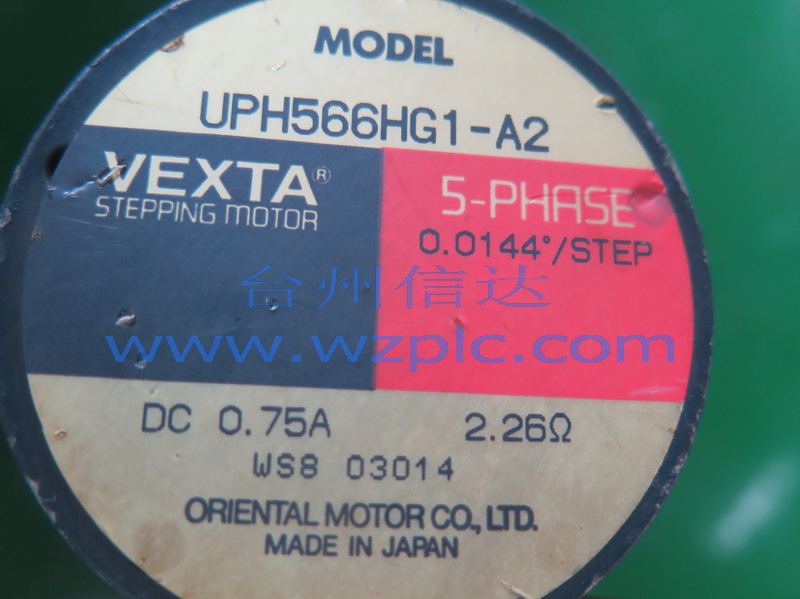 MODEL
UPH566HG1-A2
VEXTA®
STEPPING MOTOR
5-PHASE
0.0144°/STEP
台州信达
www.wzplc.com
DC 0.75A 2.26Ω
WS8 03014
ORIENTAL MOTOR CO., LTD.
MADE IN JAPAN